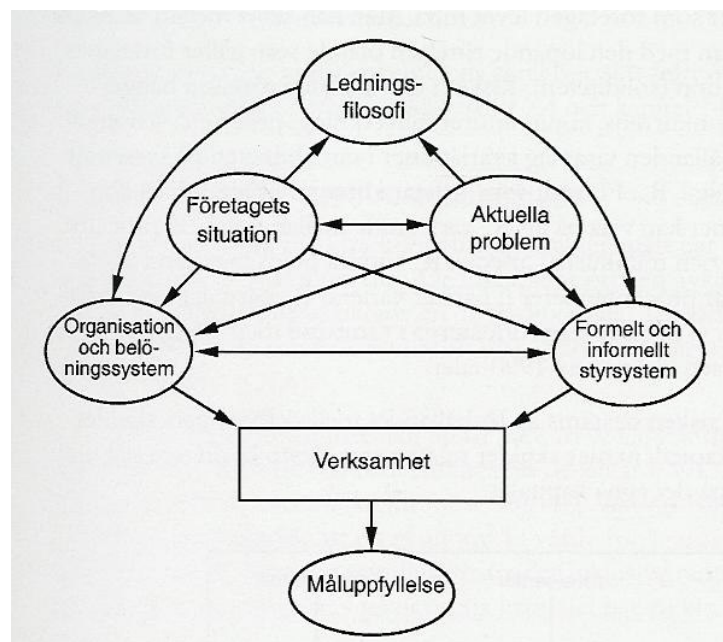 Lednings-
filosofi
Företagets
situation
Aktuella
problem
Organisation
och belö-
ningssystem
Formelt och
informellt
styrsystem
Verksamhet
Måluppfyllelse